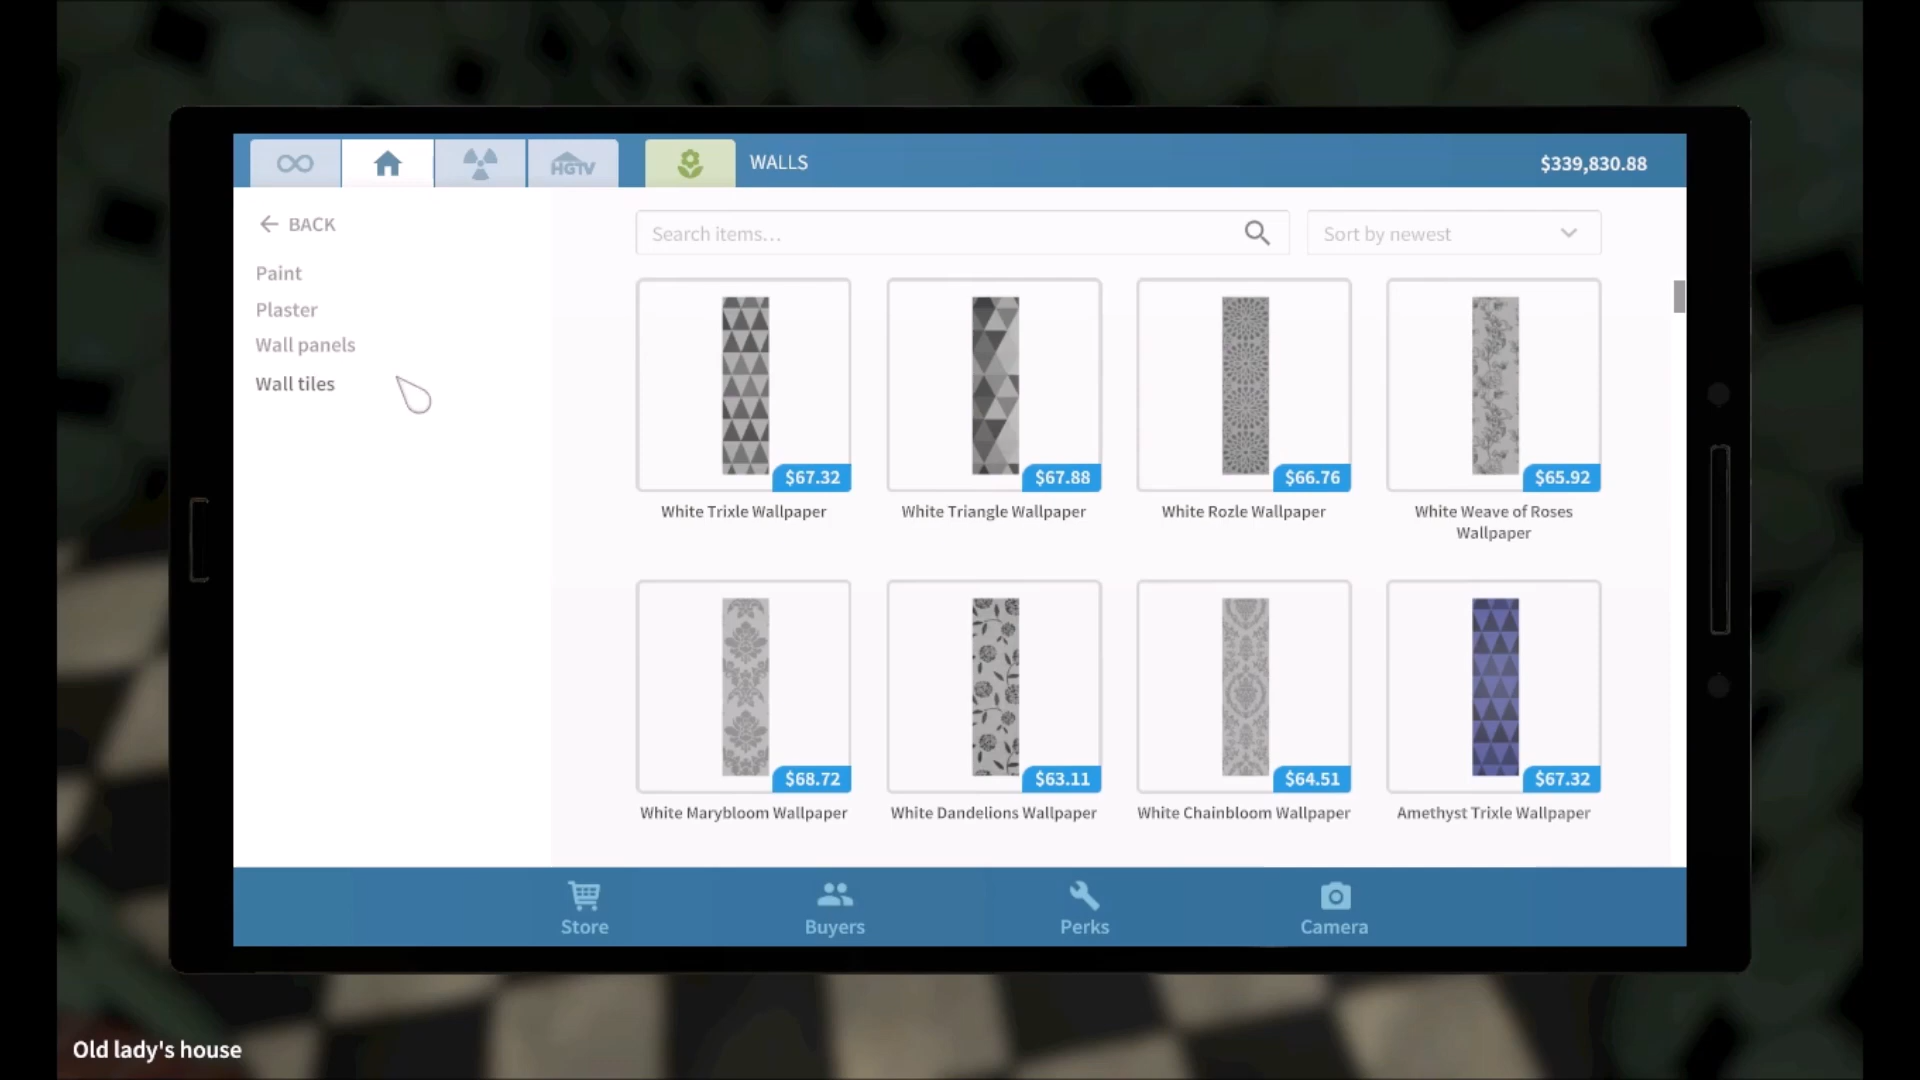 HGTV
WALLS
$339,830.88
BACK
Search items...
Sort by newest
Paint
Plaster
Wall panels
Wall tiles
$67.32
$67.88
$66.76
$65.92
White Trixle Wallpaper
White Triangle Wallpaper
White Rozle Wallpaper
White Weave of Roses
Wallpaper
$68.72
$63.11
$64.51
$67.32
White Marybloom Wallpaper
White Dandelions Wallpaper
White Chainbloom Wallpaper
Amethyst Trixle Wallpaper
Store
Buyers
Perks
Camera
Old lady's house